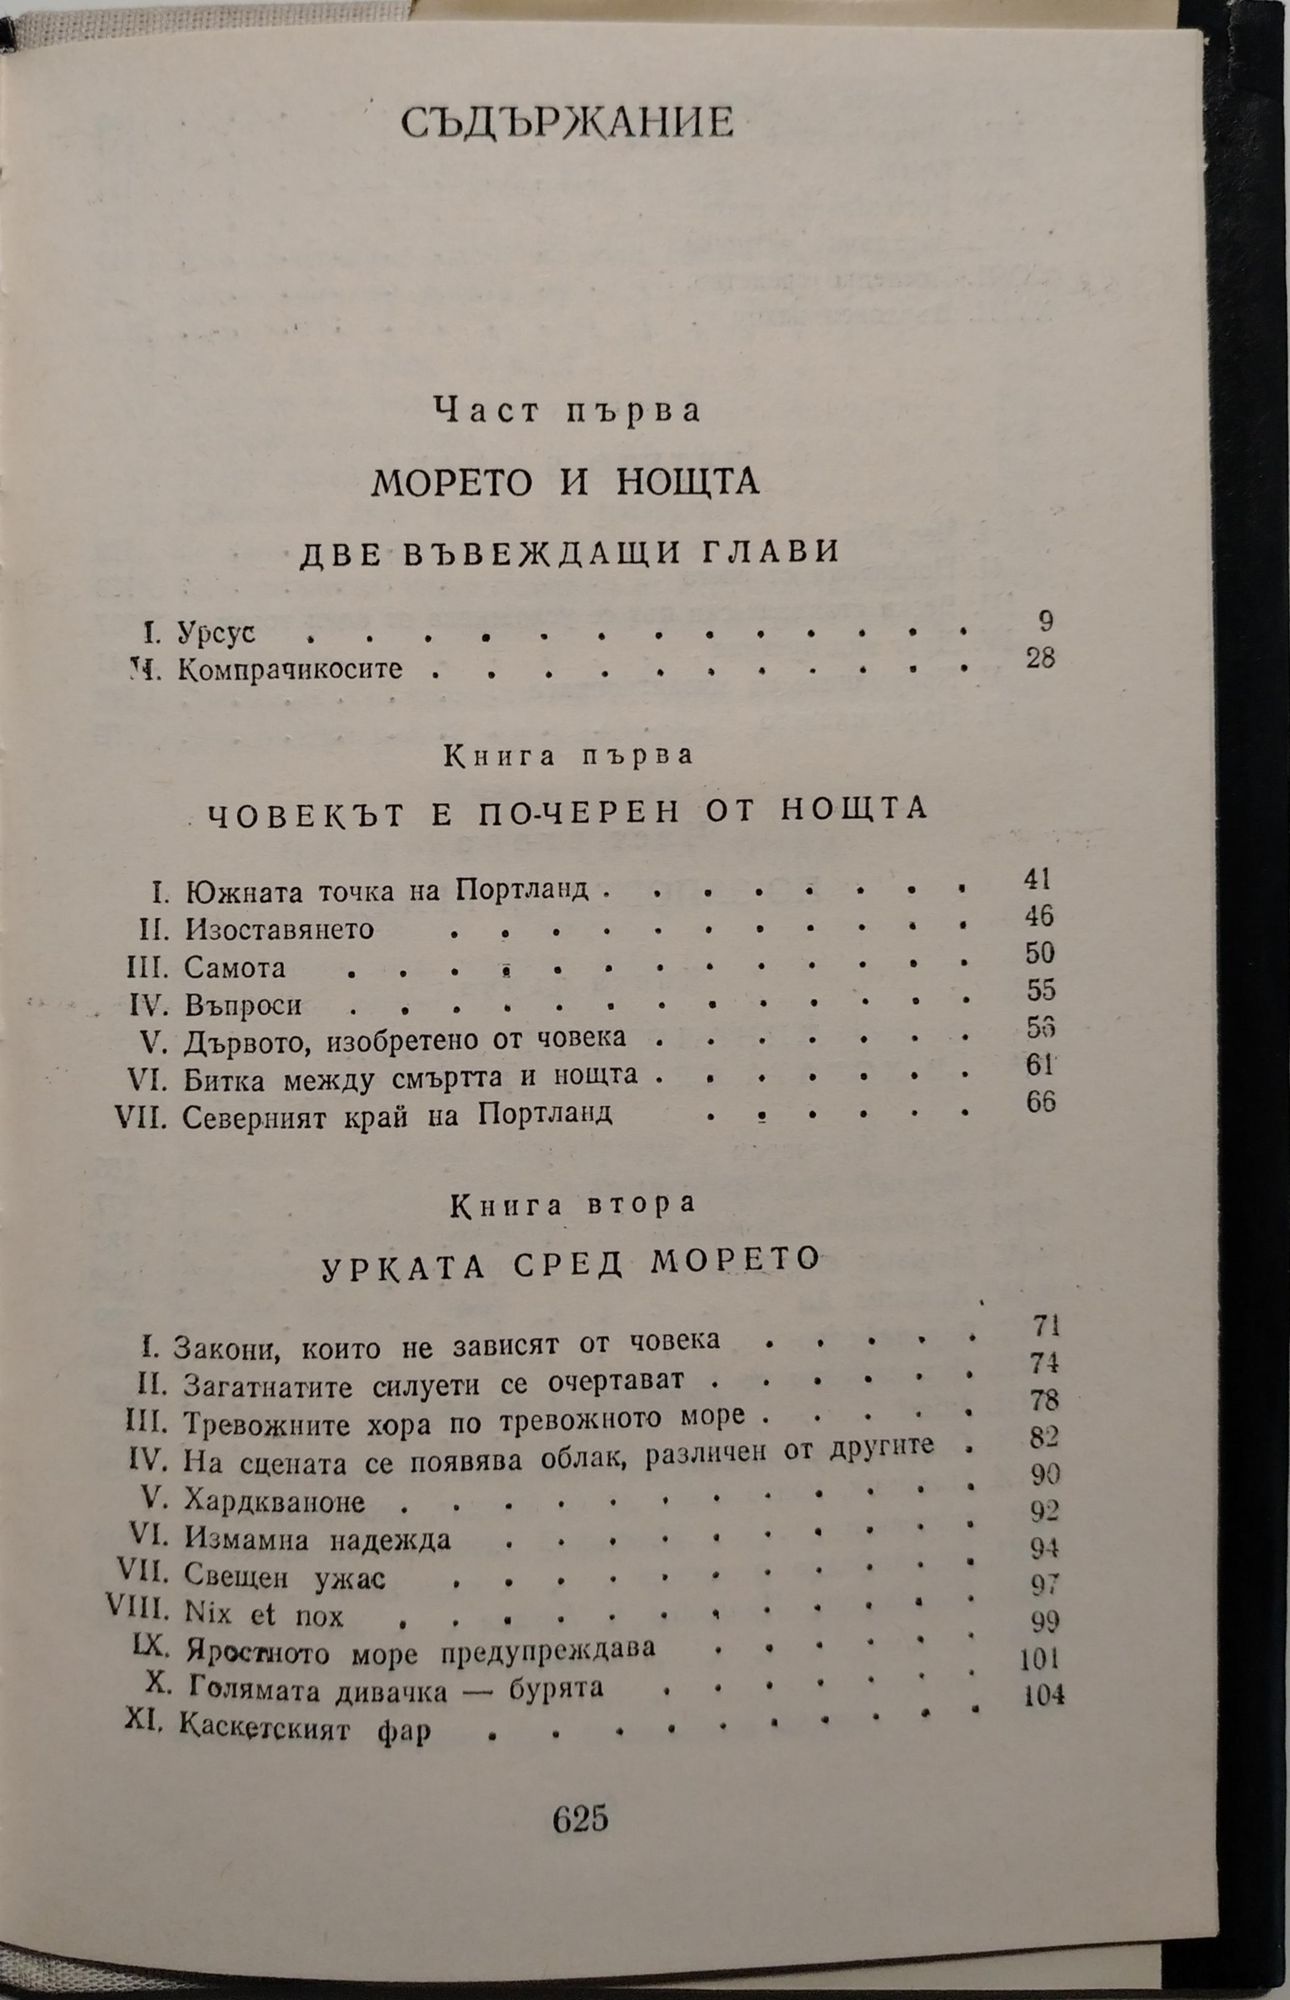 СЪДЪРЖАНИЕ
Част първа
МОРЕТО И НОЩТА
ДВЕ ВЪВЕЖДАЩИ ГЛАВИ
I. Урсус . . . . . . . . . . . . 9
II. Компрачикосите . . . . . . . . . . 28
Книга първа
ЧОВЕКЪТ Е ПО-ЧЕРЕН ОТ НОЩТА
I. Южната точка на Портланд . . . . . . . . 41
II. Изоставянето . . . . . . . . . . . 46
III. Самота . . . . . . . . . . . . . 50
IV. Въпроси . . . . . . . . . . . . . 55
V. Дървото, изобретено от човека . . . . . . . 56
VI. Битка между смъртта и нощта . . . . . . . 61
VII. Северният край на Портланд . . . . . . 66
Книга втора
УРКАТА СРЕД МОРЕТО
I. Закони, които не зависят от човека . . . . . 71
II. Загатнатите силуети се очертават . . . . . . 74
III. Тревожните хора по тревожното море . . . . . 78
IV. На сцената се появява облак, различен от другите . 82
V. Хардкваноне . . . . . . . . . . . . 90
VI. Измамна надежда . . . . . . . . . . 92
VII. Свещен ужас . . . . . . . . . . . 94
VIII. Nix et nox . . . . . . . . . . . . 97
IX. Яростното море предупреждава . . . . . . 99
X. Голямата дивачка — бурята . . . . . . . 101
XI. Каскетският фар . . . . . . . . . . 104
625